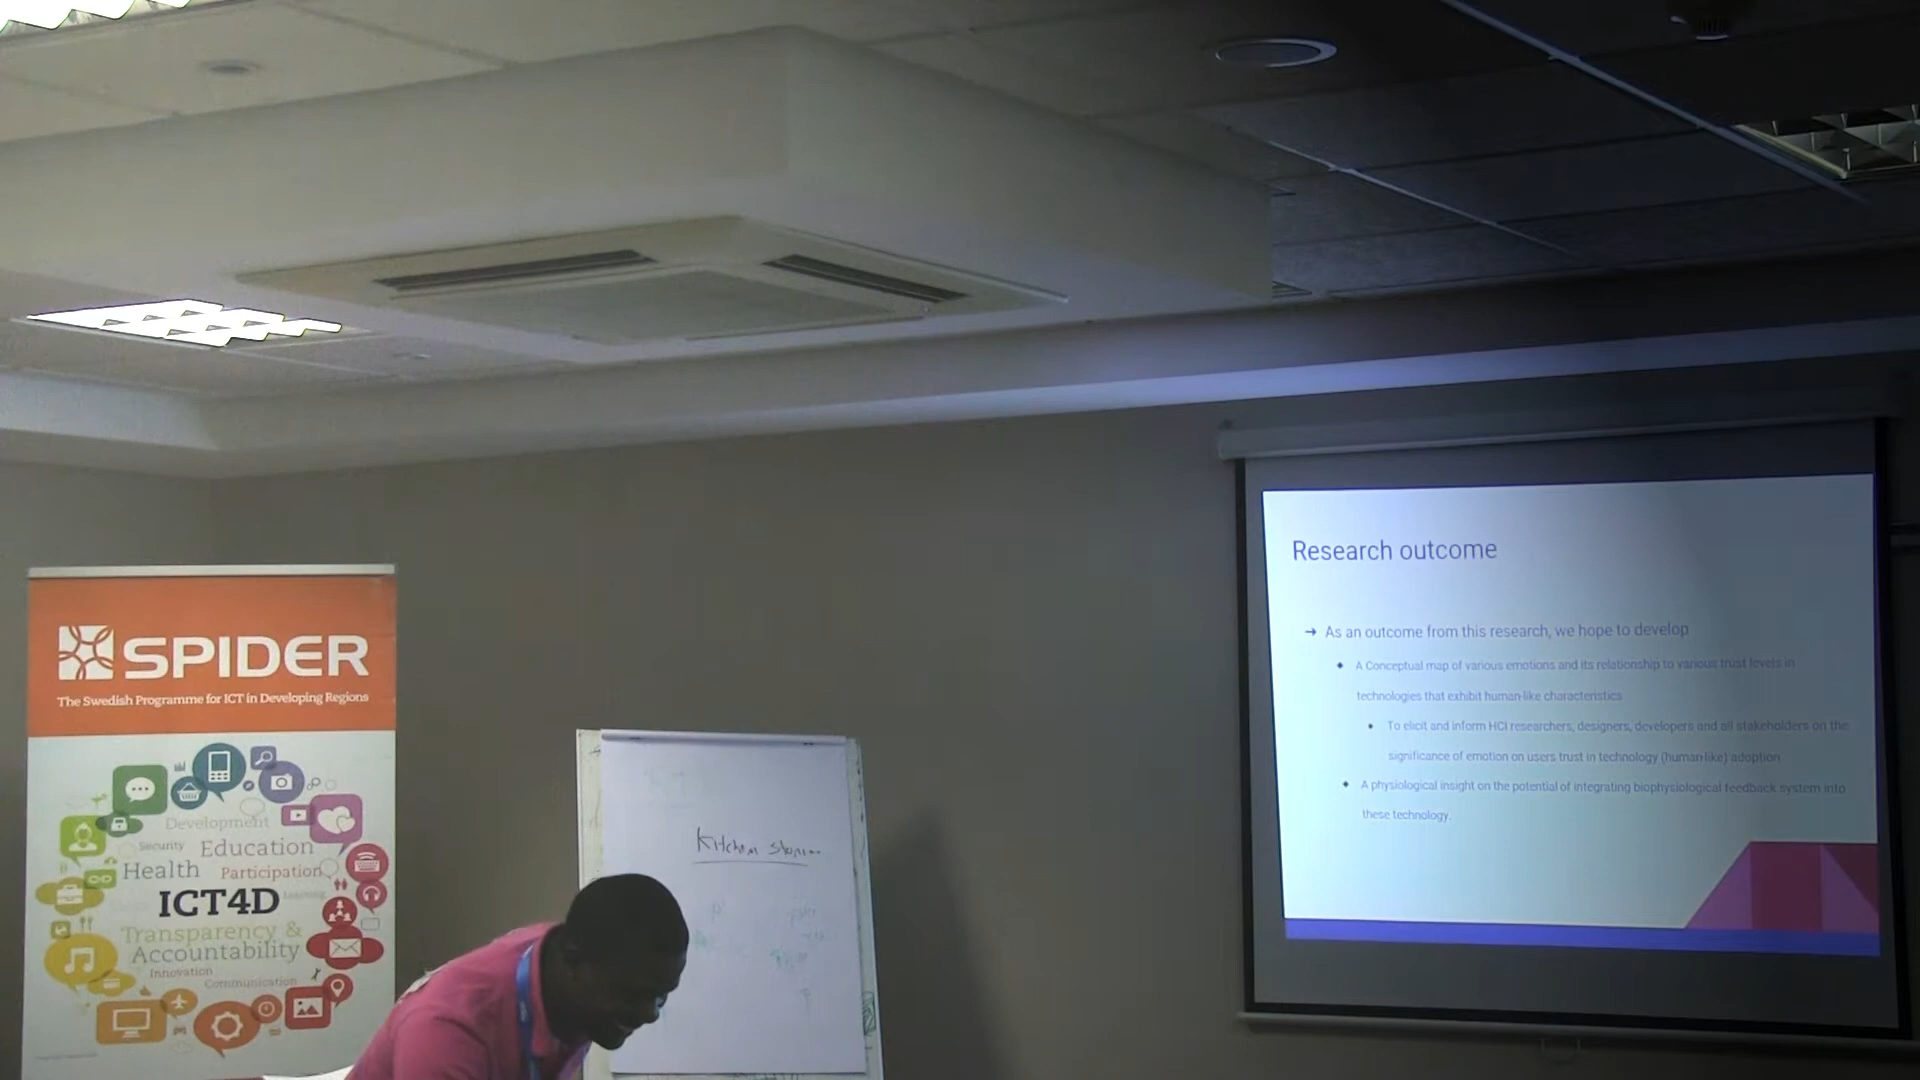 SPIDER
The Swedish Programme for ICT in Developing Regions
Development
Security Education
Health Participation
ICT4D Learning
Transparency &
Accountability
Innovation
Communication
Kitchen
Research outcome
➔ As an outcome from this research, we hope to develop
◆ A Conceptual map of various emotions and its relationship to various trust levels in
technologies that exhibit human-like characteristics
● To elicit and inform HCI researchers, designers, developers and all stakeholders on the
significance of emotion on users trust in technology (human-like) adoption
◆ A physiological insight on the potential of integrating biophysiological feedback system into
these technology.